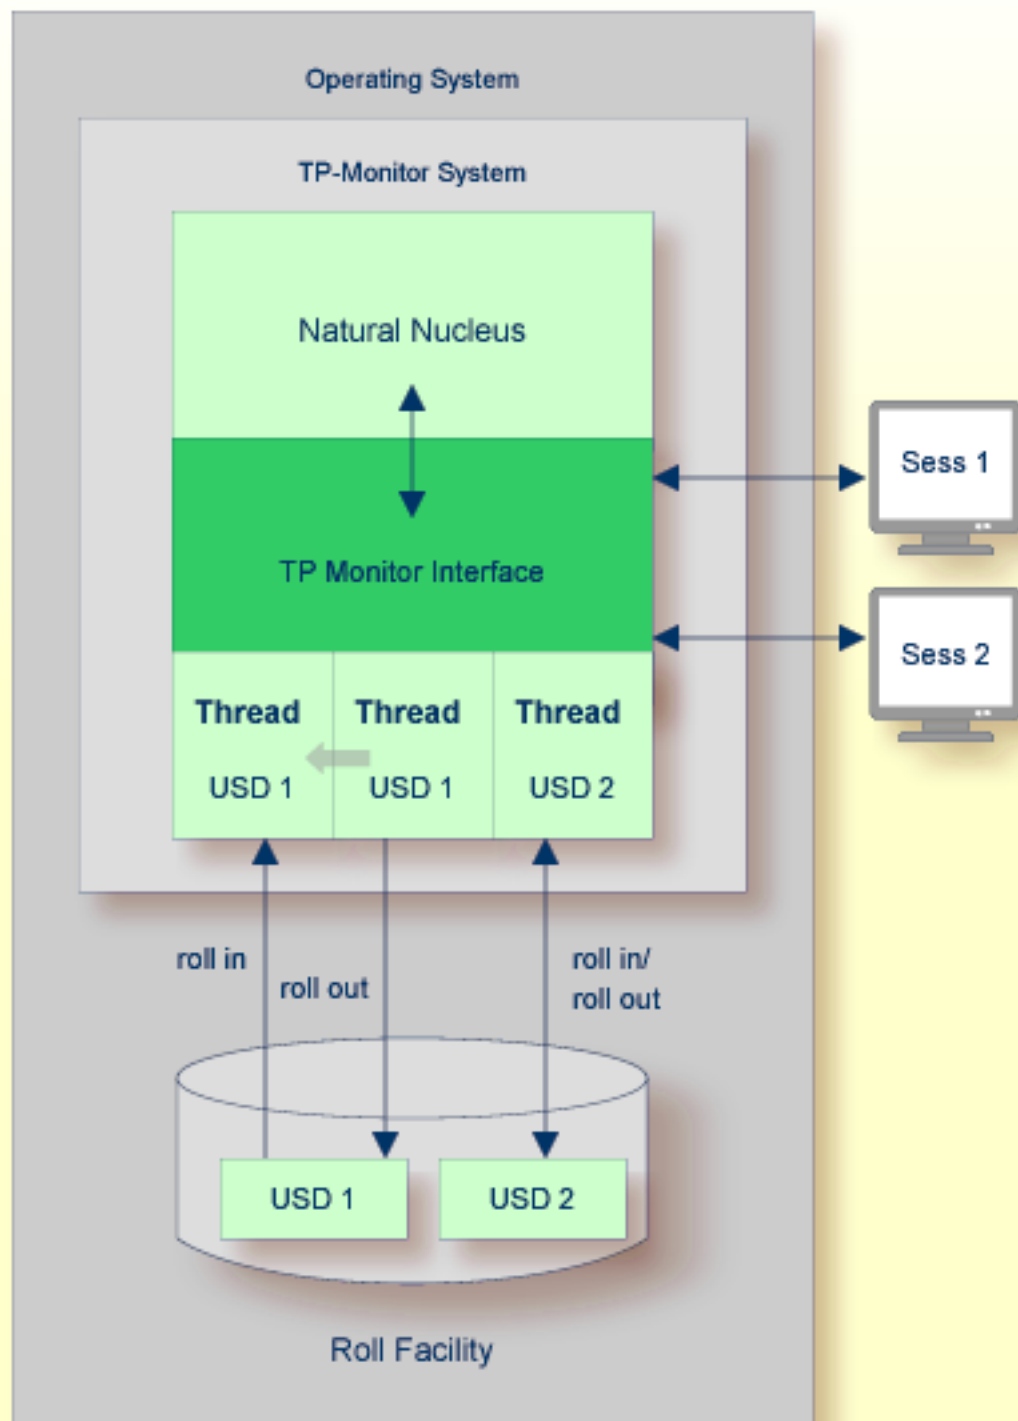 Operating System
TP-Monitor System
Natural Nucleus
Sess 1
TP Monitor Interface
Sess 2
Thread Thread Thread
USD 1 USD 1 USD 2
roll in
roll out
roll in/
roll out
USD 1 USD 2
Roll Facility